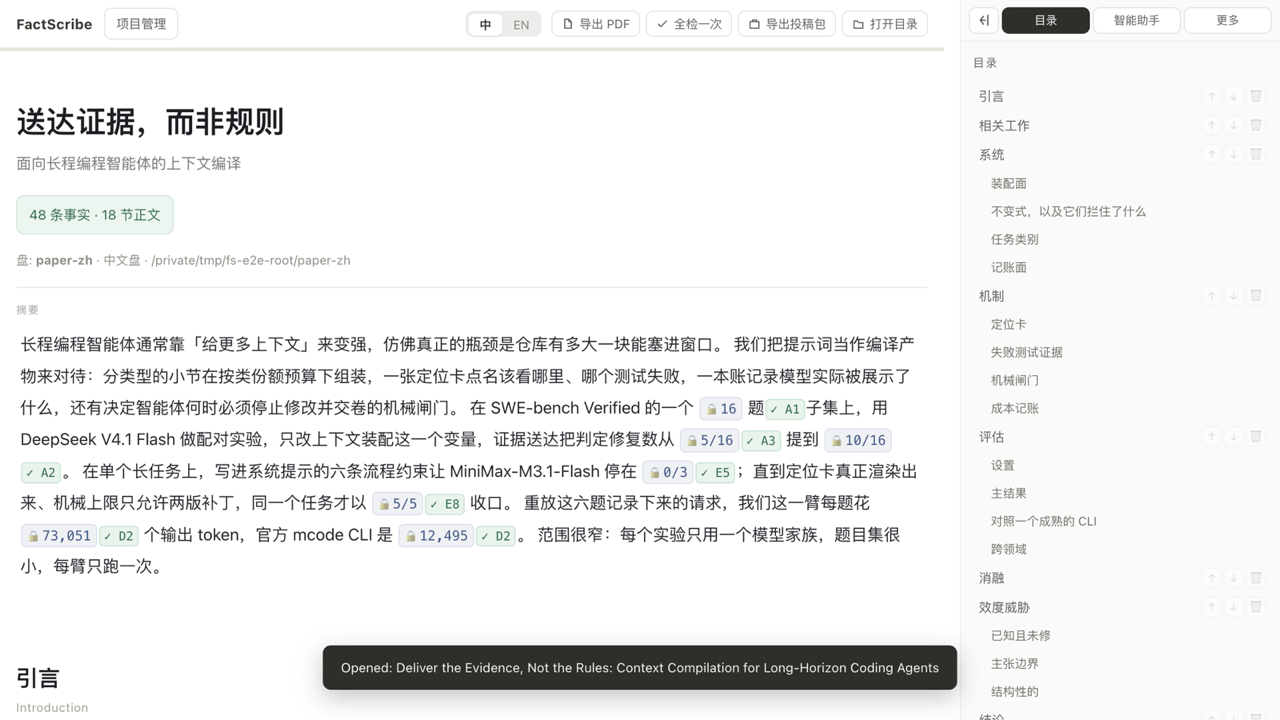 FactScribe 项目管理 中 EN 导出 PDF 全检一次 导出投稿包 打开目录
目录 智能助手 更多
送达证据，而非规则
面向长程编程智能体的上下文编译
48 条事实 · 18 节正文
盘: paper-zh · 中文盘 · /private/tmp/fs-e2e-root/paper-zh
摘要
长程编程智能体通常靠「给更多上下文」来变强，仿佛真正的瓶颈是仓库有多大一块能塞进窗口。 我们把提示词当作编译产
物来对待：分类型的小节在按类份额预算下组装，一张定位卡点名该看哪里、哪个测试失败，一本账记录模型实际被展示了
什么，还有决定智能体何时必须停止修改并交卷的机械闸门。 在 SWE-bench Verified 的一个 16 题 ✓ A1 子集上，用
DeepSeek V4.1 Flash 做配对实验，只改上下文装配这一个变量，证据送达把判定修复数从 5/16 ✓ A3 提到 10/16
✓ A2 。 在单个长任务上，写进系统提示的六条流程约束让 MiniMax-M3.1-Flash 停在 0/3 ✓ E5 ；直到定位卡真正渲染出
来、机械上限只允许两版补丁，同一个任务才以 5/5 ✓ E8 收口。 重放这六题记录下来的请求，我们这一臂每题花
73,051 ✓ D2 个输出 token，官方 mcode CLI 是 12,495 ✓ D2 。 范围很窄：每个实验只用一个模型家族，题目集很
小，每臂只跑一次。
引言
Introduction
Opened: Deliver the Evidence, Not the Rules: Context Compilation for Long-Horizon Coding Agents
目录
引言
相关工作
系统
装配面
不变式，以及它们拦住了什么
任务类别
记账面
机制
定位卡
失败测试证据
机械闸门
成本记账
评估
设置
主结果
对照一个成熟的 CLI
跨领域
消融
效度威胁
已知且未修
主张边界
结构性的
结论